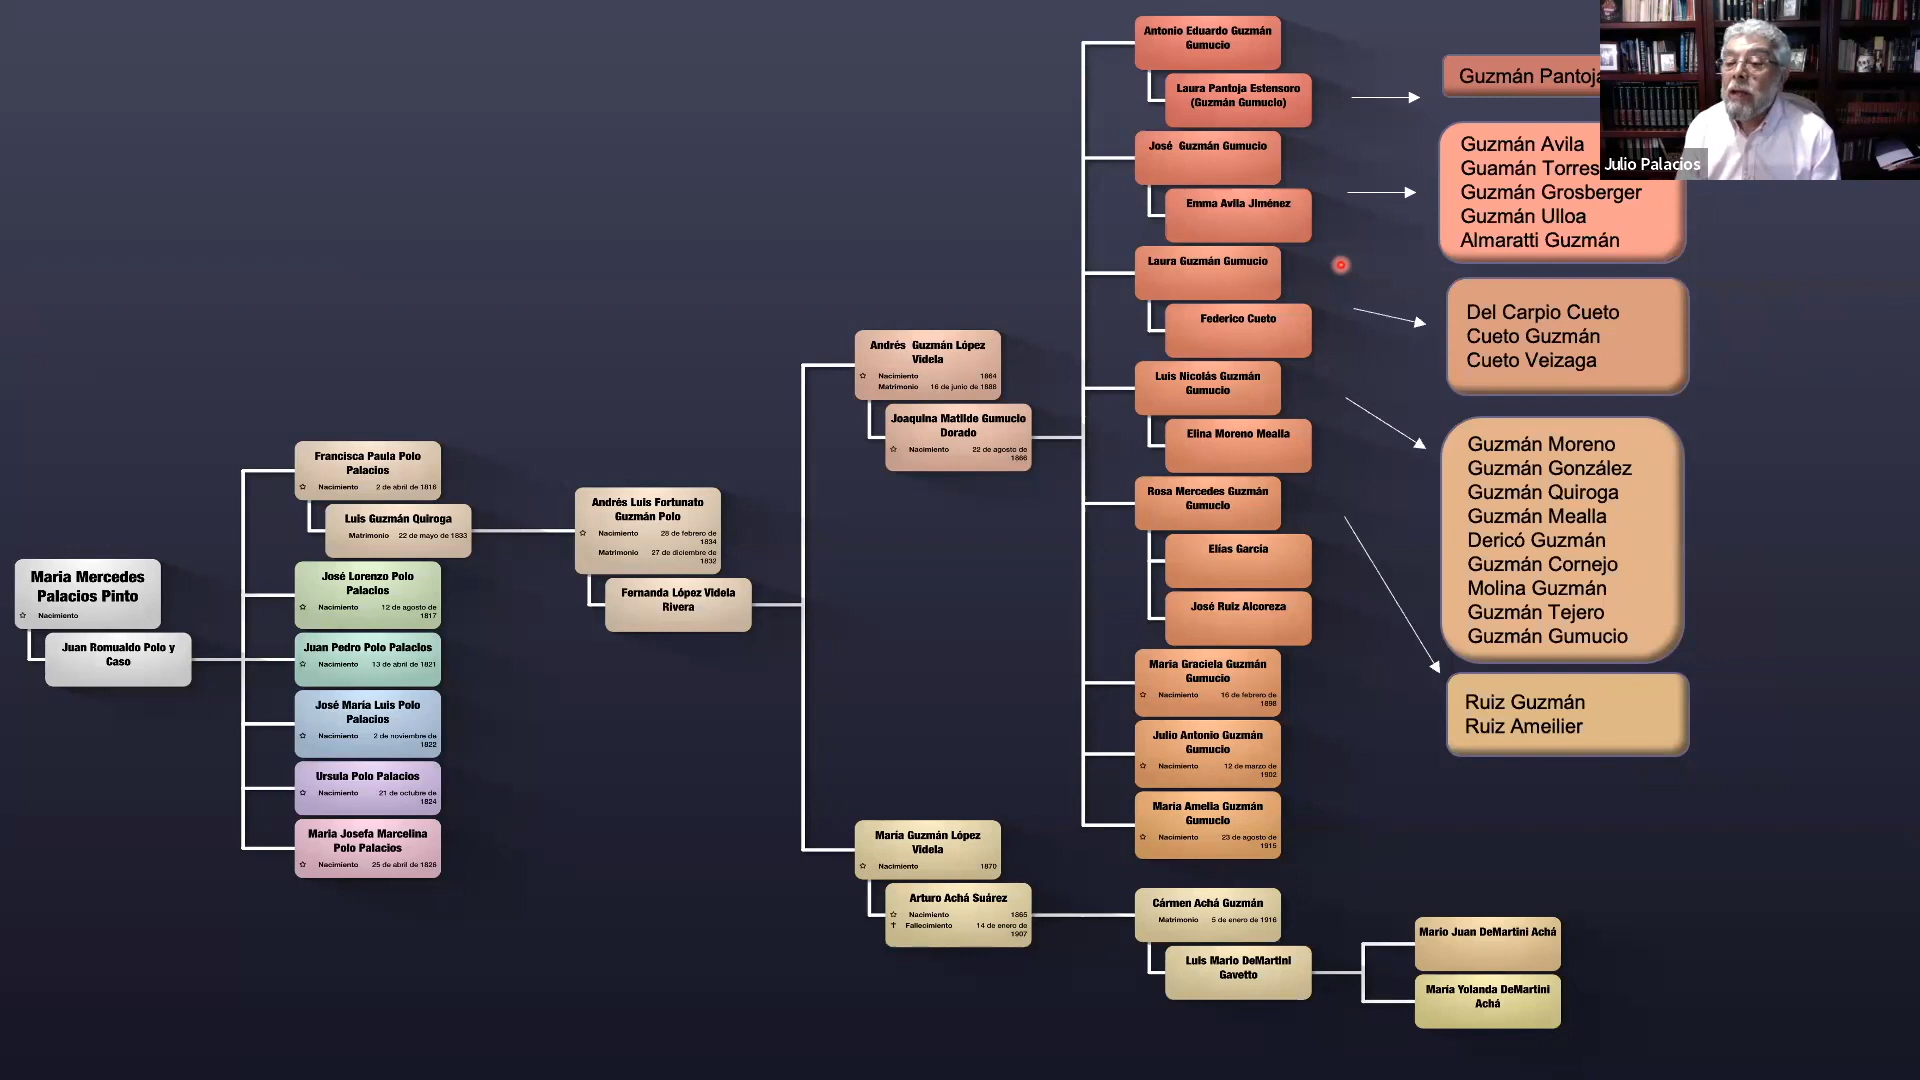 Maria Mercedes
Palacios Pinto
Nacimiento
Juan Romualdo Polo y
Caso
Francisca Paula Polo
Palacios
Nacimiento 2 de abril de 1816
Luis Guzmán Quiroga
Matrimonio 22 de mayo de 1833
José Lorenzo Polo
Palacios
Nacimiento 12 de agosto de
1817
Juan Pedro Polo Palacios
Nacimiento 13 de abril de 1821
José María Luis Polo
Palacios
Nacimiento 2 de noviembre de
1822
Ursula Polo Palacios
Nacimiento 21 de octubre de
1824
Maria Josefa Marcelina
Polo Palacios
Nacimiento 25 de abril de 1826
Andrés Luis Fortunato
Guzmán Polo
Nacimiento 28 de febrero de
1834
Matrimonio 27 de diciembre de
1832
Fernanda López Videla
Rivera
Andrés Guzmán López
Videla
Nacimiento 1864
Matrimonio 16 de junio de 1888
Joaquina Matilde Gumucio
Dorado
Nacimiento 22 de agosto de
1866
María Guzmán López
Videla
Nacimiento 1870
Arturo Achá Suárez
Nacimiento 1865
Fallecimiento 14 de enero de
1907
Antonio Eduardo Guzmán
Gumucio
Laura Pantoja Estensoro
(Guzmán Gumucio)
José Guzmán Gumucio
Emma Avila Jiménez
Laura Guzmán Gumucio
Federico Cueto
Luis Nicolás Guzmán
Gumucio
Elina Moreno Mealla
Rosa Mercedes Guzmán
Gumucio
Elías García
José Ruiz Alcoreza
Maria Graciela Guzmán
Gumucio
Nacimiento 16 de febrero de
1898
Julio Antonio Guzmán
Gumucio
Nacimiento 12 de marzo de
1902
María Amelia Guzmán
Gumucio
Nacimiento 23 de agosto de
1915
Cármen Achá Guzmán
Matrimonio 5 de enero de 1916
Luis Mario DeMartini
Gavetto
Mario Juan DeMartini Achá
María Yolanda DeMartini
Achá
Guzmán Pantoja
Guzmán Avila
Guamán Torres
Guzmán Grosberger
Guzmán Ulloa
Almaratti Guzmán
Del Carpio Cueto
Cueto Guzmán
Cueto Veizaga
Guzmán Moreno
Guzmán González
Guzmán Quiroga
Guzmán Mealla
Dericó Guzmán
Guzmán Cornejo
Molina Guzmán
Guzmán Tejero
Guzmán Gumucio
Ruiz Guzmán
Ruiz Ameilier
Julio Palacios